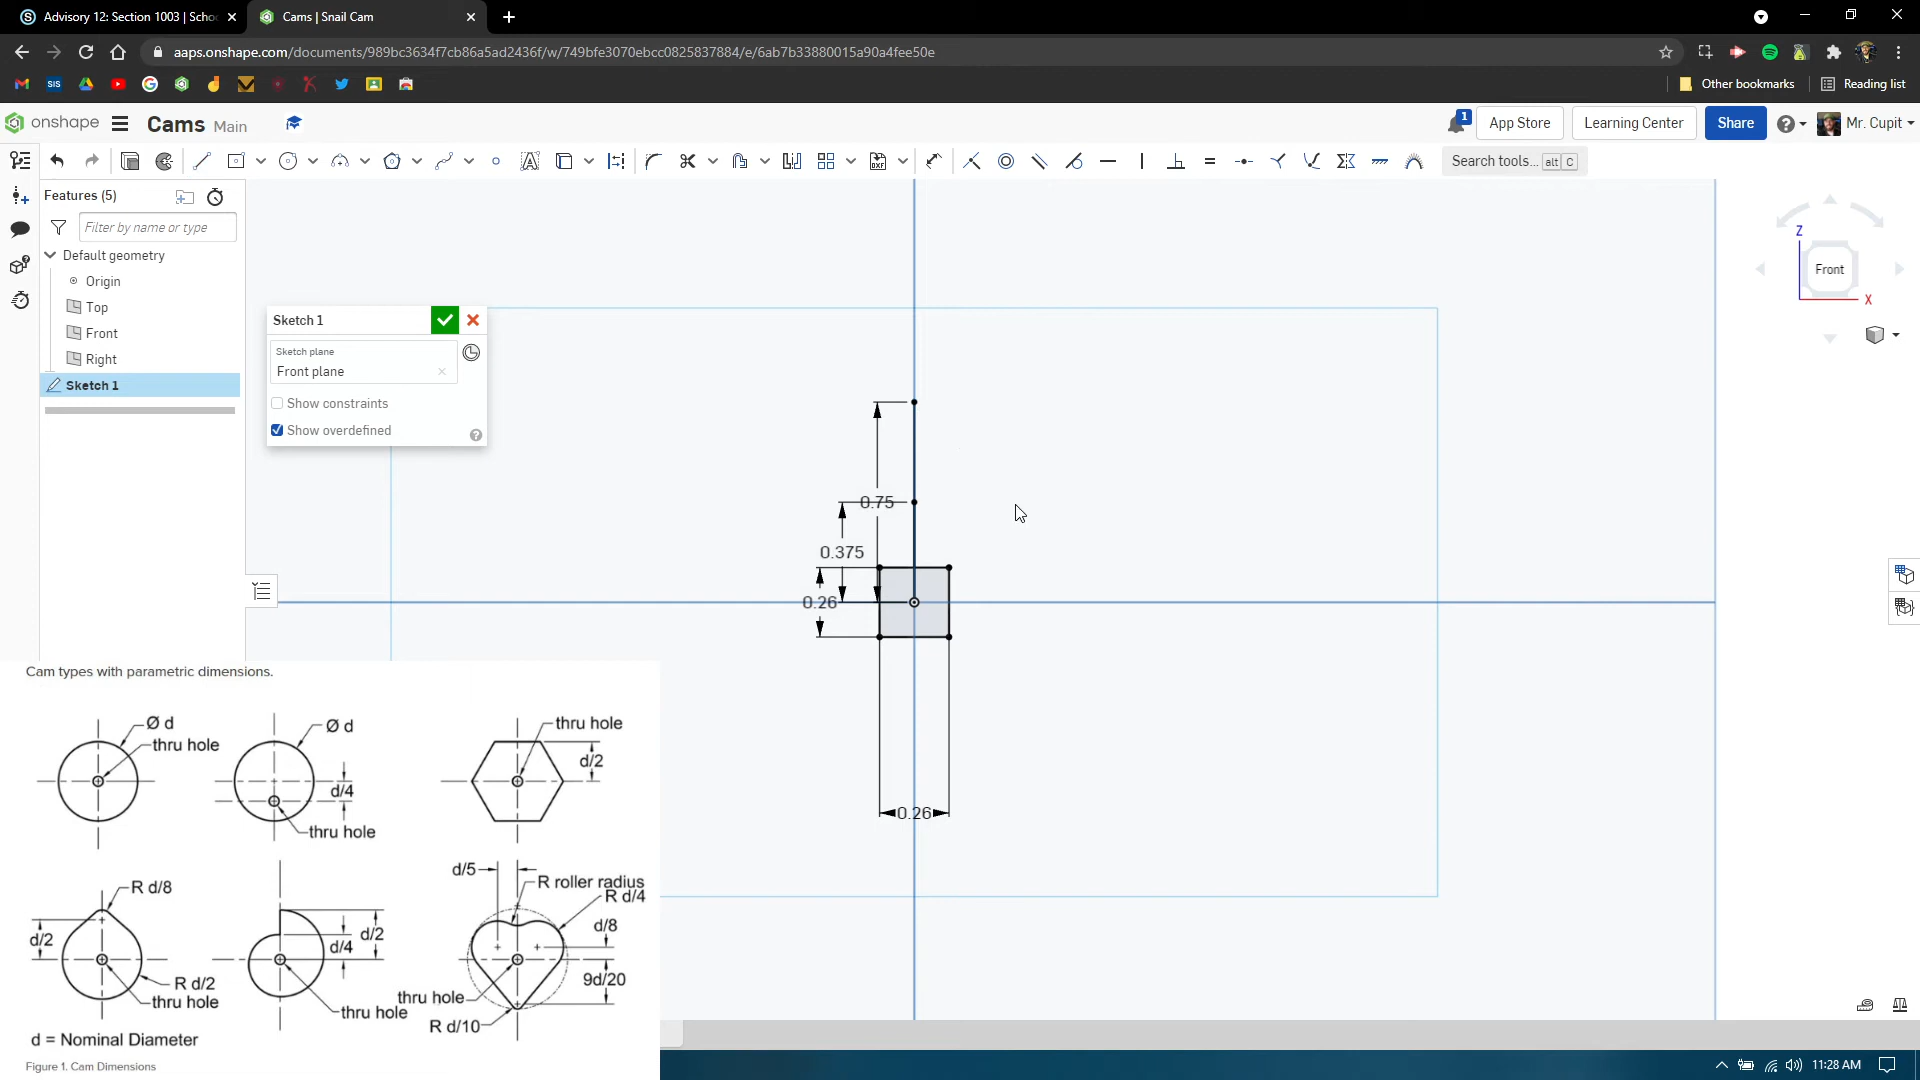 Advisory 12: Section 1003 | Scho
Cams | Snail Cam
aaps.onshape.com/documents/989bc3634f7cb86a5ad2436f/w/749bfe3070ebcc0825837884/e/6ab7b33880015a90a4fee50e
SIS
Other bookmarks
Reading list
onshape
Cams Main
1
App Store
Learning Center
Share
Mr. Cupit
Search tools... alt C
Features (5)
Filter by name or type
Default geometry
Origin
Top
Front
Right
Sketch 1
Sketch 1
Sketch plane
Front plane
Show constraints
Show overdefined
Z
Front
X
0.75
0.375
0.26
0.26
Cam types with parametric dimensions.
Ø d
thru hole
Ø d
d/4
thru hole
thru hole
d/2
R d/8
d/2
R d/2
thru hole
d/4
d/2
thru hole
d/5
R roller radius
R d/4
d/8
9d/20
thru hole
R d/10
d = Nominal Diameter
Figure 1. Cam Dimensions
11:28 AM